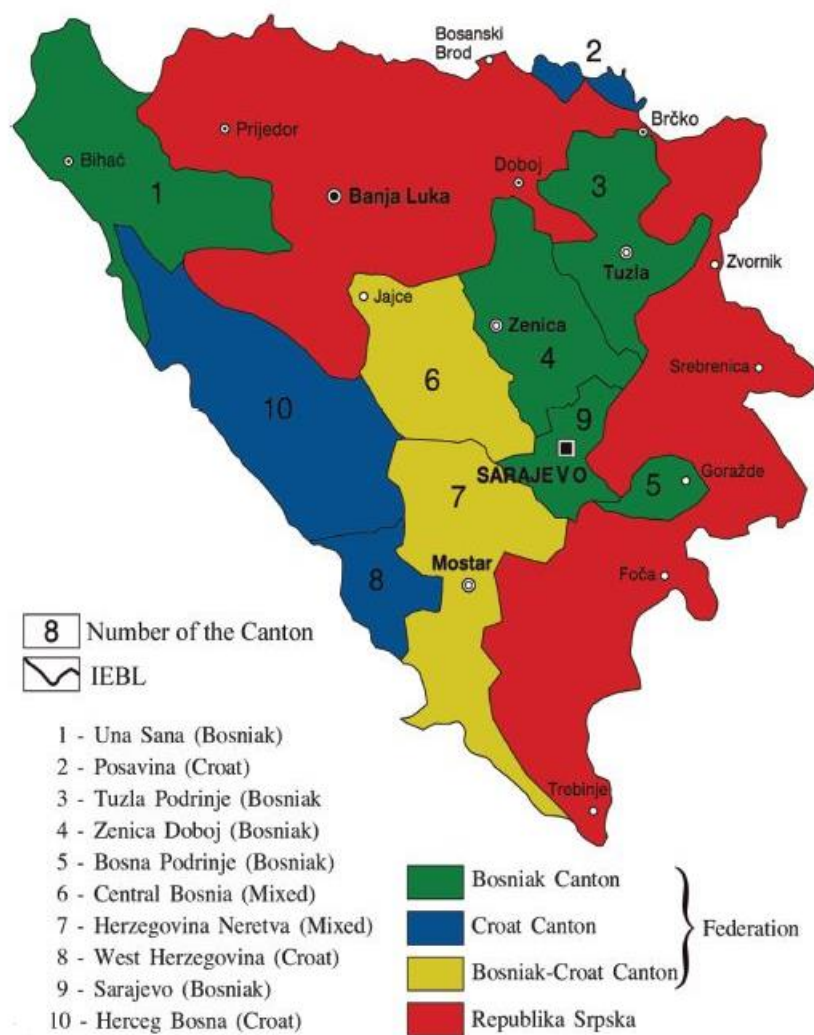 Bosanski
Brod
2
Brčko
Prijedor
Bihač
Doboj
1
Banja Luka
3
Tuzla
Zvornik
Jajce
Zenica
4
Srebrenica
6
10
9
SARAJEVO
5
Goražde
7
Mostar
Foča
8
Trebinje
8 Number of the Canton
IEBL
1 - Una Sana (Bosniak)
2 - Posavina (Croat)
3 - Tuzla Podrinje (Bosniak
4 - Zenica Doboj (Bosniak)
5 - Bosna Podrinje (Bosniak)
6 - Central Bosnia (Mixed)
7 - Herzegovina Neretva (Mixed)
8 - West Herzegovina (Croat)
9 - Sarajevo (Bosniak)
10 - Herceg Bosna (Croat)
Bosniak Canton
Croat Canton
Bosniak-Croat Canton
Federation
Republika Srpska